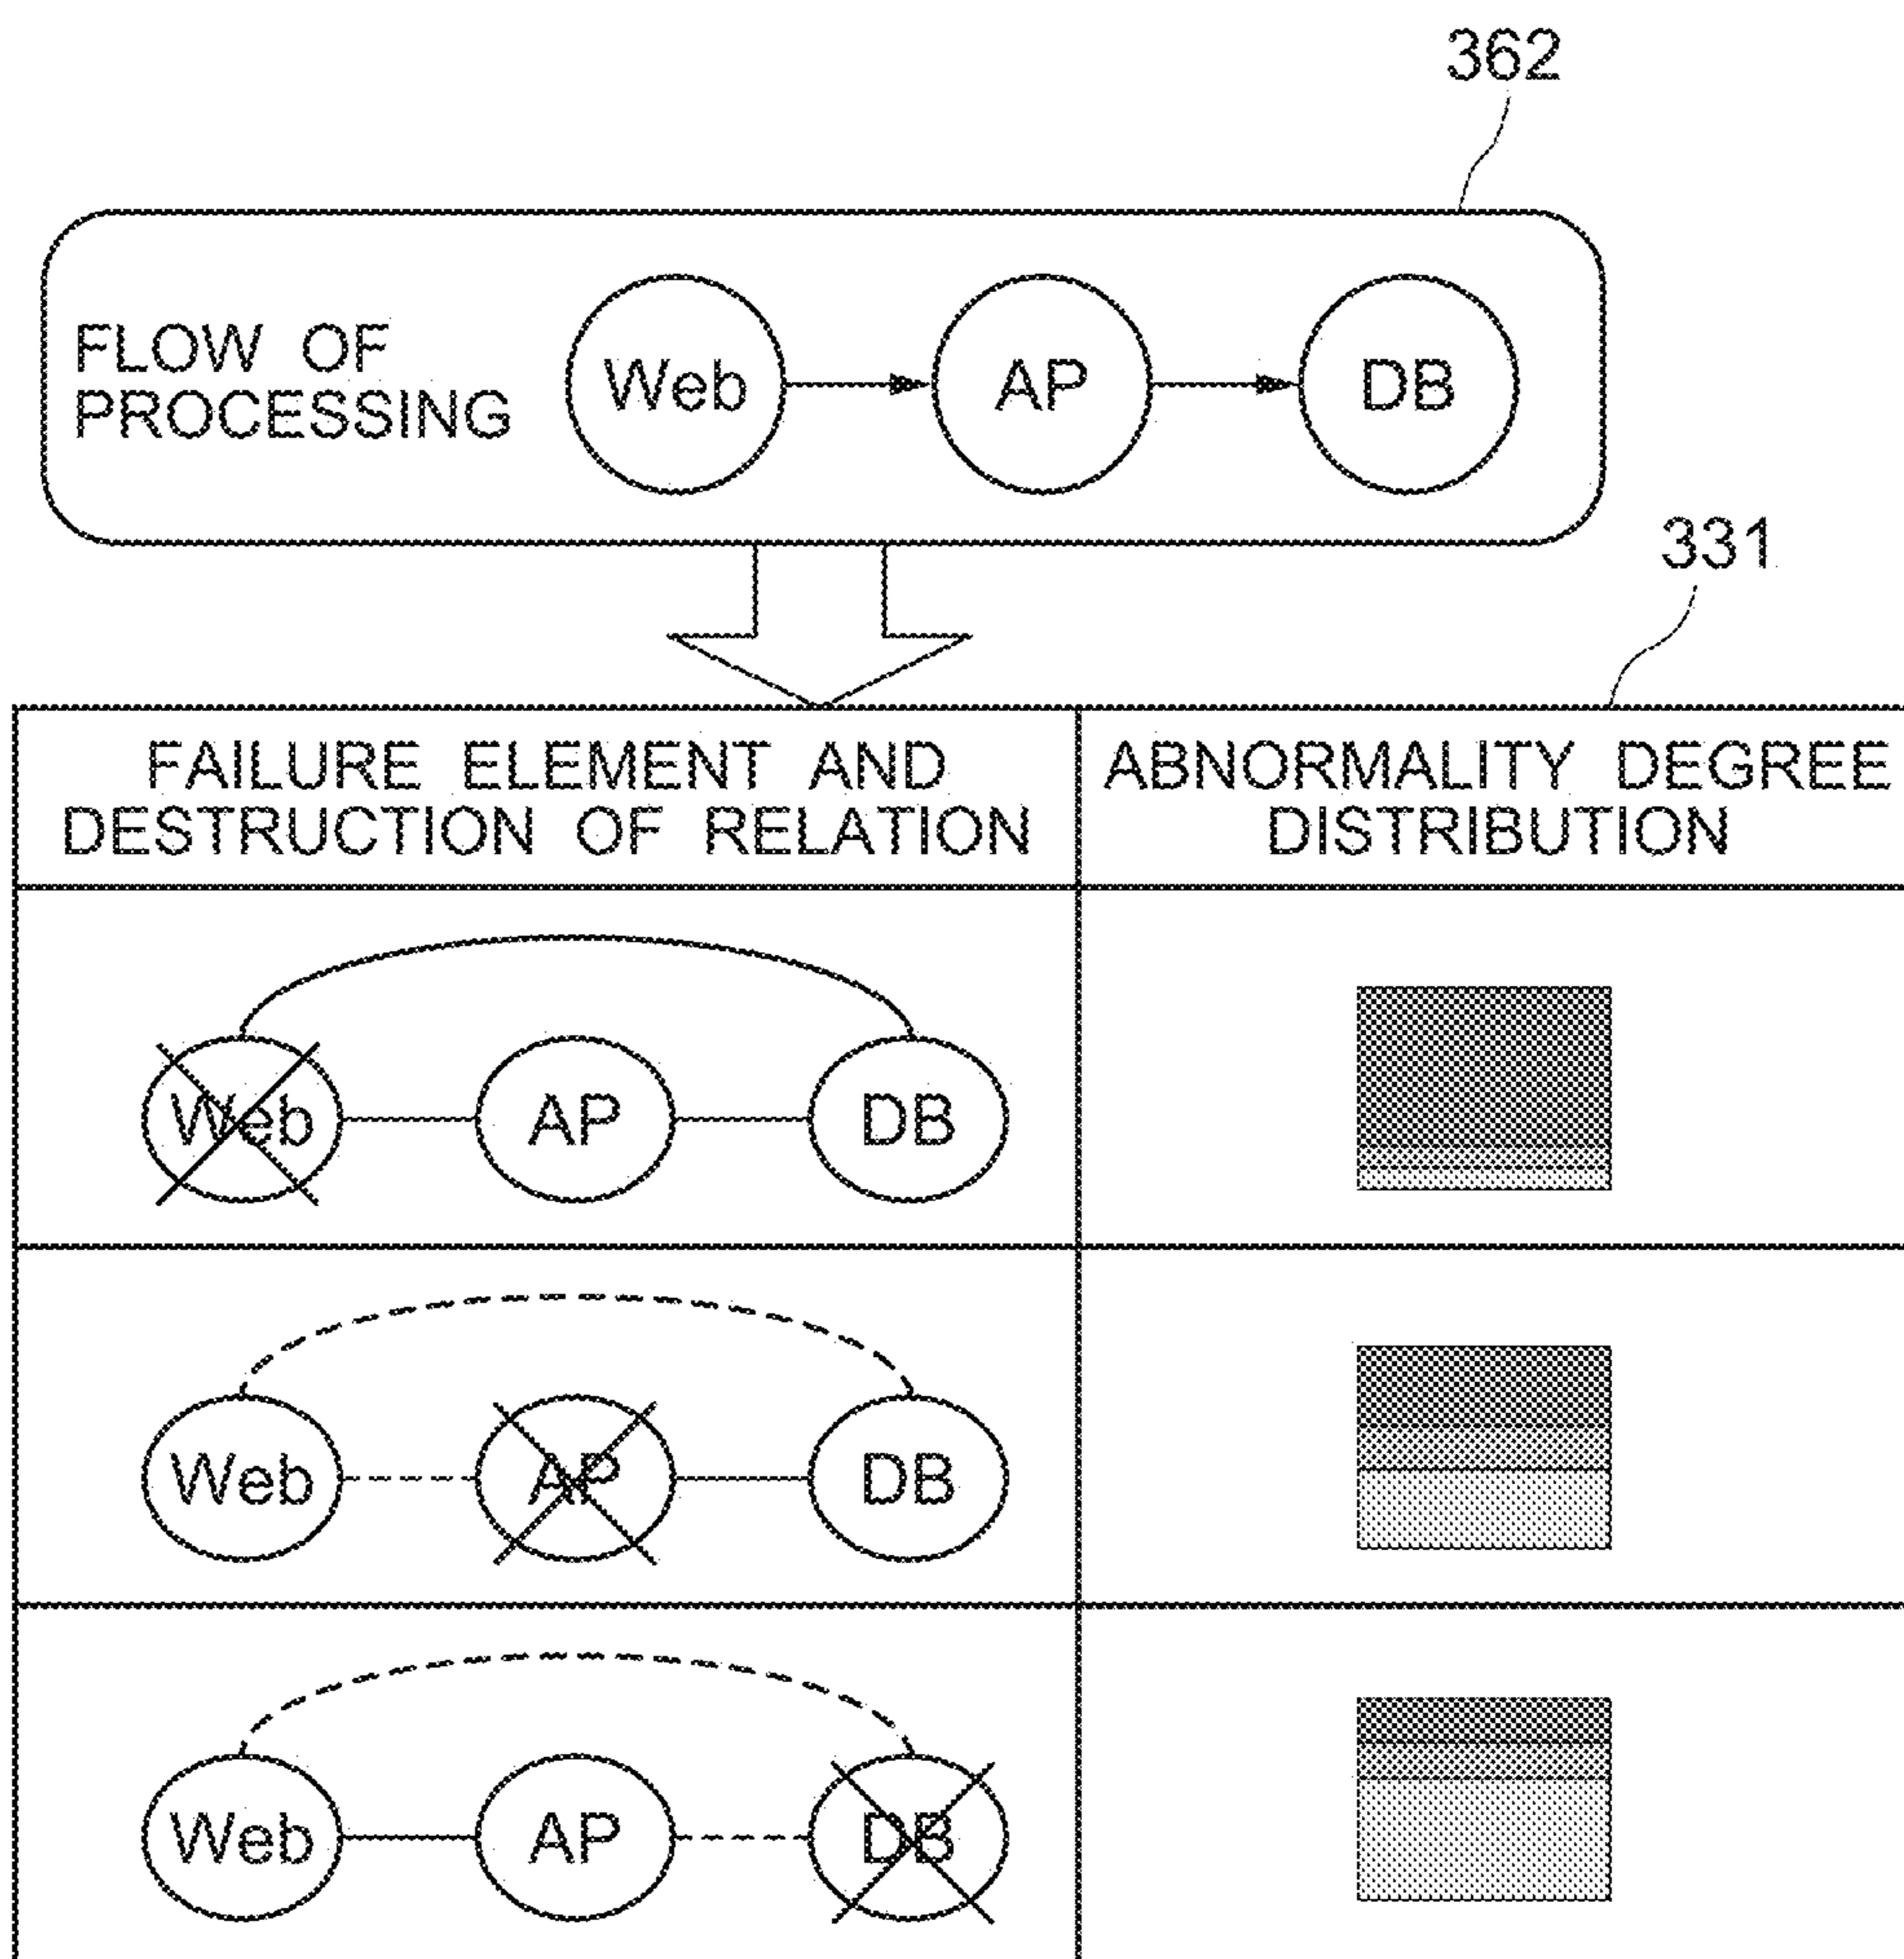 362
FLOW OF
PROCESSING
Web
AP
DB
331
FAILURE ELEMENT AND
DESTRUCTION OF RELATION
ABNORMALITY DEGREE
DISTRIBUTION
Web
AP
DB
Web
AP
DB
Web
AP
DB